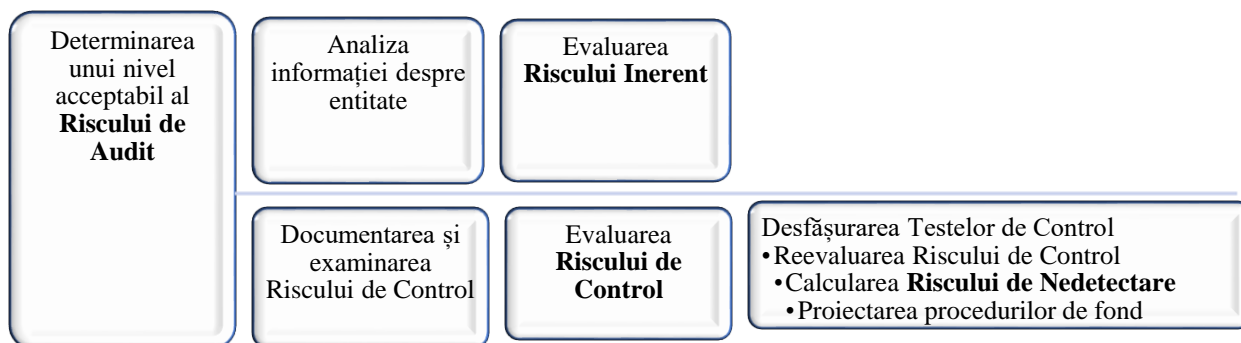 Determinarea
unui nivel
acceptabil al
Riscului de
Audit
Analiza
informației despre
entitate
Evaluarea
Riscului Inerent
Documentarea și
examinarea
Riscului de Control
Evaluarea
Riscului de
Control
Desfășurarea Testelor de Control
•Reevaluarea Riscului de Control
•Calcularea Riscului de Nedetectare
•Proiectarea procedurilor de fond